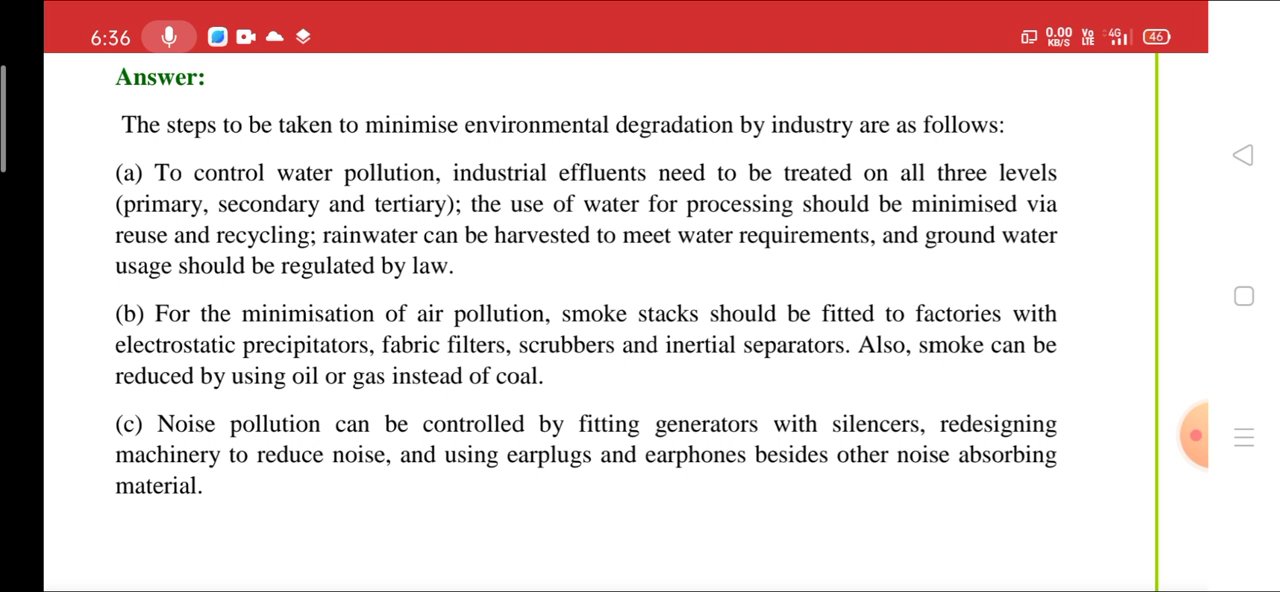 6:36 0.00 KB/S Vo LTE 4G 46
Answer:
The steps to be taken to minimise environmental degradation by industry are as follows:
(a) To control water pollution, industrial effluents need to be treated on all three levels
(primary, secondary and tertiary); the use of water for processing should be minimised via
reuse and recycling; rainwater can be harvested to meet water requirements, and ground water
usage should be regulated by law.
(b) For the minimisation of air pollution, smoke stacks should be fitted to factories with
electrostatic precipitators, fabric filters, scrubbers and inertial separators. Also, smoke can be
reduced by using oil or gas instead of coal.
(c) Noise pollution can be controlled by fitting generators with silencers, redesigning
machinery to reduce noise, and using earplugs and earphones besides other noise absorbing
material.